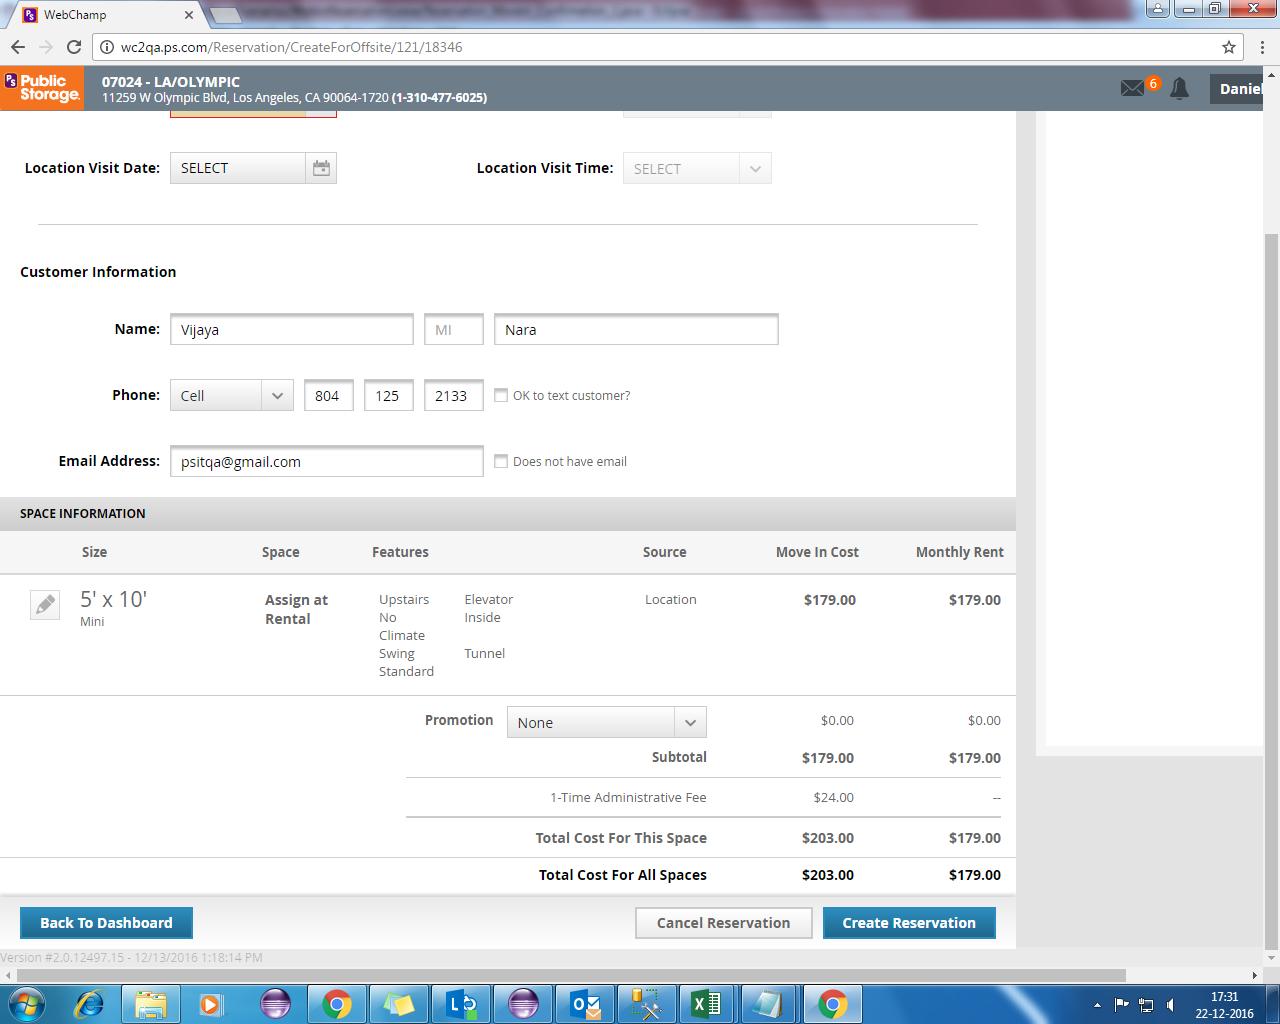 WebChamp
wc2qa.ps.com/Reservation/CreateForOffsite/121/18346
PS Public Storage.
07024 - LA/OLYMPIC
11259 W Olympic Blvd, Los Angeles, CA 90064-1720 (1-310-477-6025)
6
Daniel
Location Visit Date: SELECT Location Visit Time: SELECT
Customer Information
Name: Vijaya MI Nara
Phone: Cell 804 125 2133 OK to text customer?
Email Address: psitqa@gmail.com Does not have email
SPACE INFORMATION
Size Space Features Source Move In Cost Monthly Rent
5' x 10' Assign at Upstairs Elevator Location $179.00 $179.00
Mini Rental No Inside
Climate
Swing Tunnel
Standard
Promotion None $0.00 $0.00
Subtotal $179.00 $179.00
1-Time Administrative Fee $24.00 --
Total Cost For This Space $203.00 $179.00
Total Cost For All Spaces $203.00 $179.00
Back To Dashboard Cancel Reservation Create Reservation
Version #2.0.12497.15 - 12/13/2016 1:18:14 PM
17:31
22-12-2016